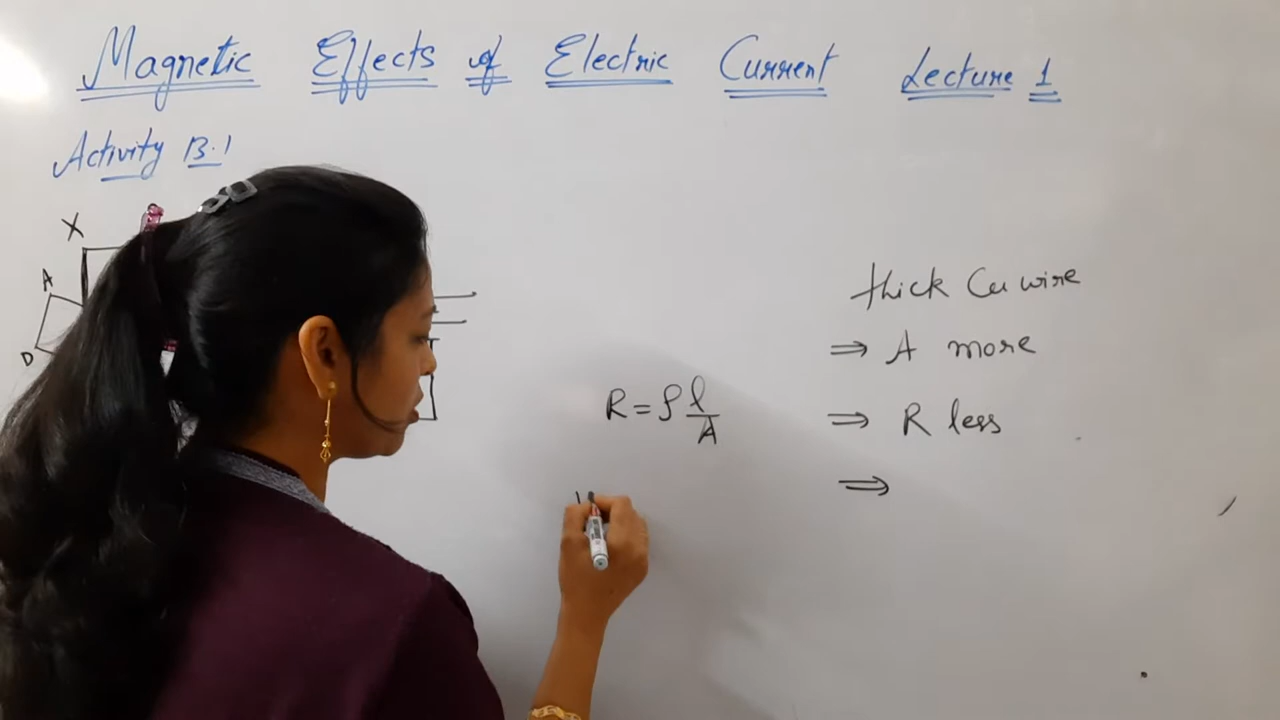 Magnetic Effects of Electric Current Lecture 1
Activity 13.1
X
A
D
thick Cu wire
⇒ A more
R = ρ l/A
⇒ R less
⇒